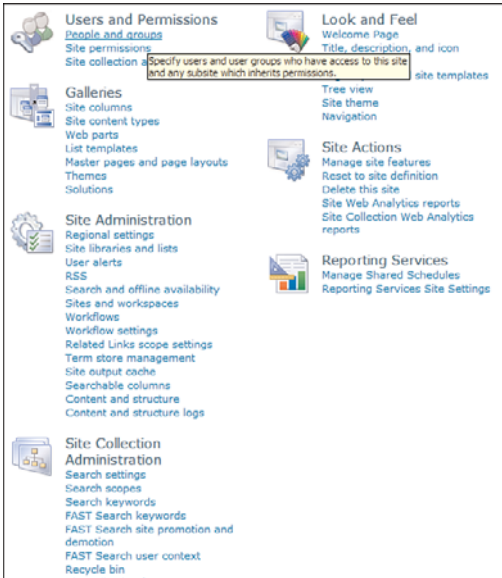 Users and Permissions
People and groups
Site permissions
Site collection a
Specify users and user groups who have access to this site
and any subsite which inherits permissions.
Galleries
Site columns
Site content types
Web parts
List templates
Master pages and page layouts
Themes
Solutions
Site Administration
Regional settings
Site libraries and lists
User alerts
RSS
Search and offline availability
Sites and workspaces
Workflows
Workflow settings
Related Links scope settings
Term store management
Site output cache
Searchable columns
Content and structure
Content and structure logs
Site Collection
Administration
Search settings
Search scopes
Search keywords
FAST Search keywords
FAST Search site promotion and
demotion
FAST Search user context
Recycle bin
Look and Feel
Welcome Page
Title, description, and icon
site templates
Tree view
Site theme
Navigation
Site Actions
Manage site features
Reset to site definition
Delete this site
Site Web Analytics reports
Site Collection Web Analytics
reports
Reporting Services
Manage Shared Schedules
Reporting Services Site Settings